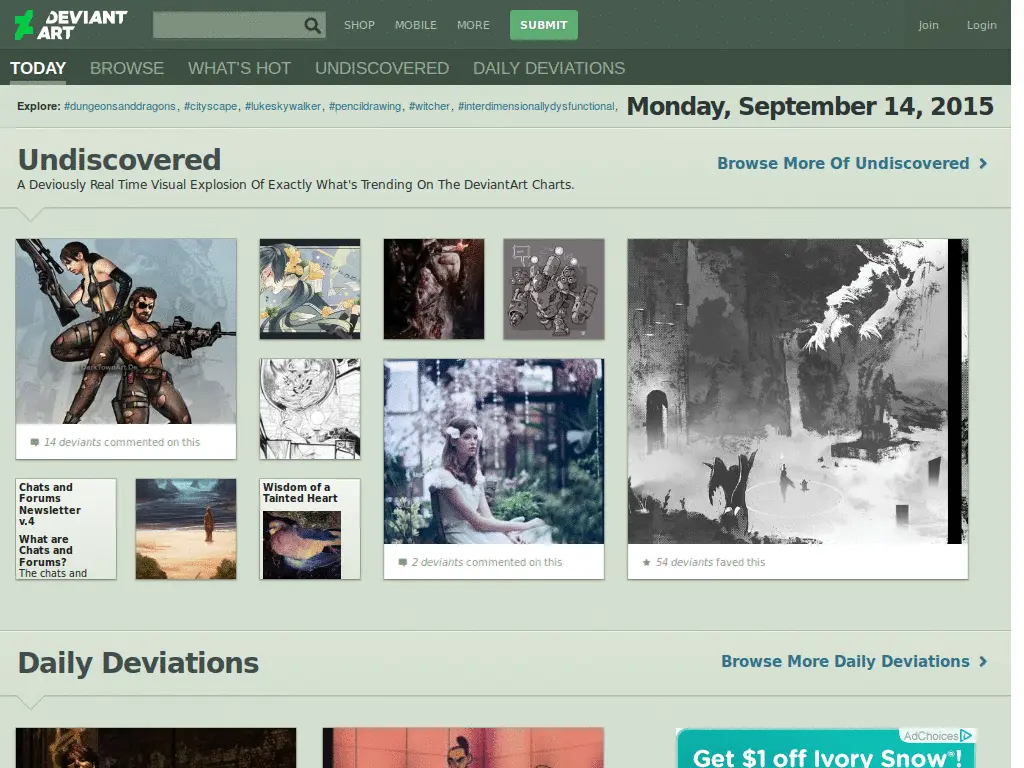 DEVIANT
ART
SHOP MOBILE MORE SUBMIT Join Login
TODAY BROWSE WHAT'S HOT UNDISCOVERED DAILY DEVIATIONS
Explore: #dungeonsanddragons, #cityscape, #lukeskywalker, #pencildrawing, #witcher, #interdimensionallydysfunctional,
Monday, September 14, 2015
Undiscovered
Browse More Of Undiscovered
A Deviously Real Time Visual Explosion Of Exactly What's Trending On The DeviantArt Charts.
DarkTownArt.De
14 deviants commented on this
Chats and
Forums
Newsletter
v.4
What are
Chats and
Forums?
The chats and
Wisdom of a
Tainted Heart
2 deviants commented on this
54 deviants faved this
Daily Deviations
Browse More Daily Deviations
AdChoices
Get $1 off Ivory Snow®!